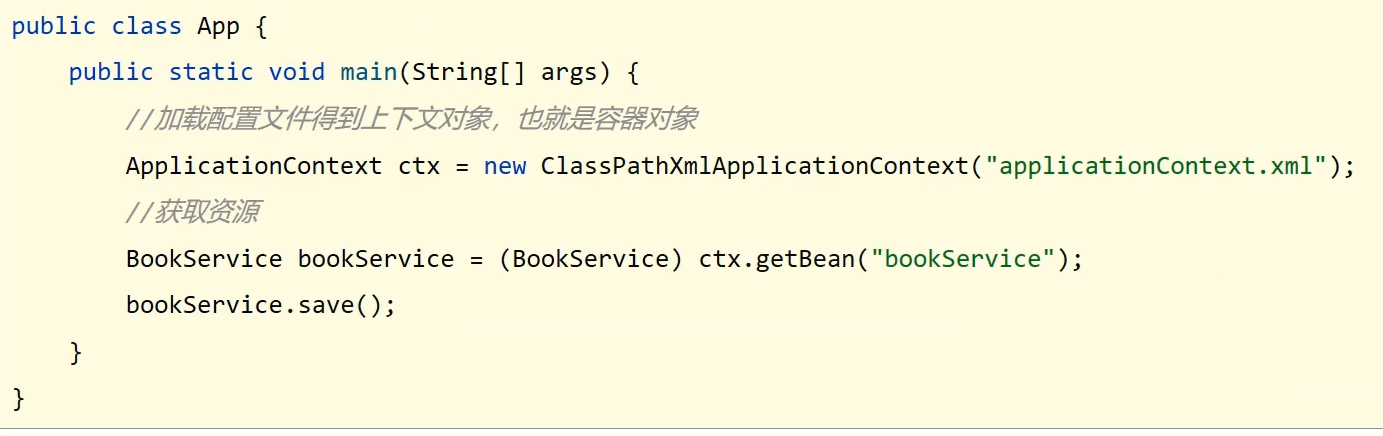 public class App {
    public static void main(String[] args) {
        //加载配置文件得到上下文对象，也就是容器对象
        ApplicationContext ctx = new ClassPathXmlApplicationContext("applicationContext.xml");
        //获取资源
        BookService bookService = (BookService) ctx.getBean("bookService");
        bookService.save();
    }
}